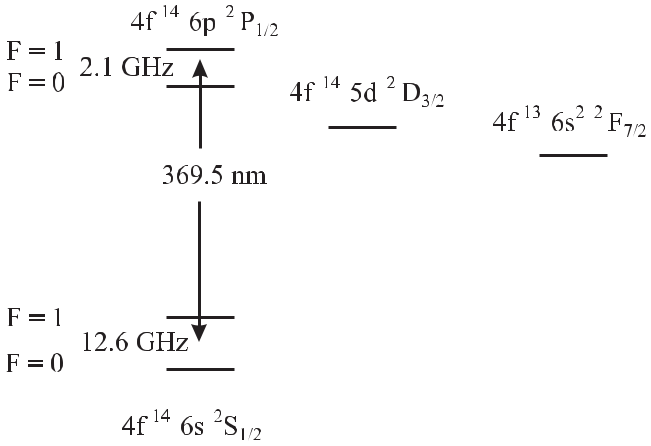 4f 14 6p 2 P1/2
F = 1
2.1 GHz
F = 0
4f 14 5d 2 D3/2
4f 13 6s2 2 F7/2
369.5 nm
F = 1
12.6 GHz
F = 0
4f 14 6s 2S1/2